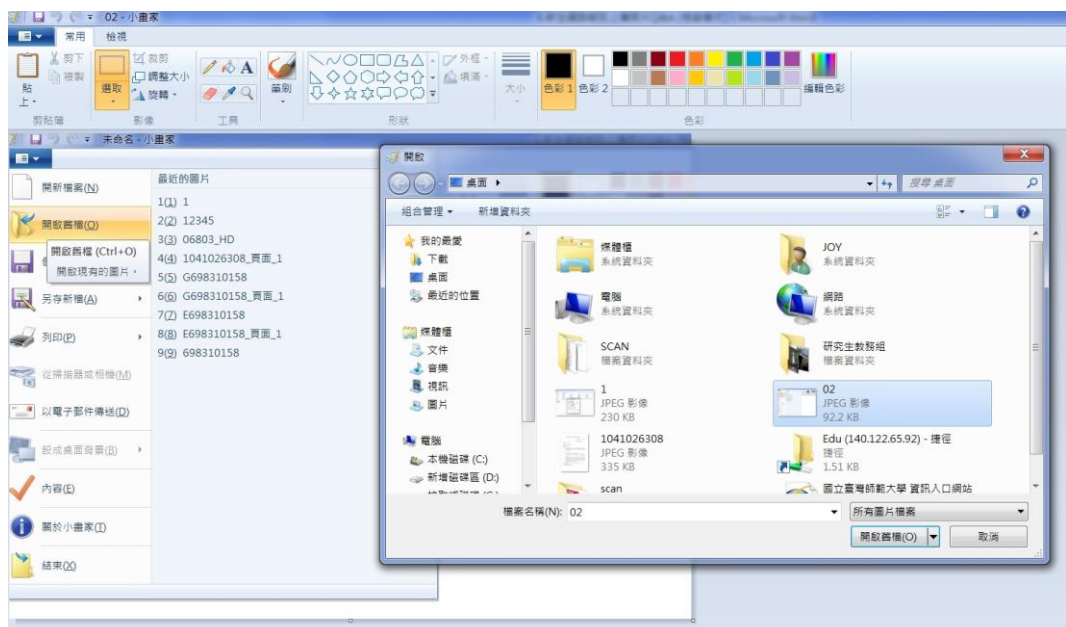 02 - 小畫家
常用 檢視
剪下
複製
貼上
選取
裁剪
調整大小
旋轉
A
筆刷
外框
填滿
大小
色彩 1
色彩 2
編輯色彩
剪貼簿
影像
工具
形狀
色彩
未命名 - 小畫家
開新檔案(N)
開啟舊檔(O)
開啟舊檔 (Ctrl+O)
開啟現有的圖片。
另存新檔(A)
列印(P)
從掃描器或相機(M)
以電子郵件傳送(D)
設成桌面背景(B)
內容(E)
關於小畫家(T)
結束(X)
最近的圖片
1(1) 1
2(2) 12345
3(3) 06803_HD
4(4) 1041026308_頁面_1
5(5) G698310158
6(6) G698310158_頁面_1
7(7) E698310158
8(8) E698310158_頁面_1
9(9) 698310158
開啟
桌面
搜尋 桌面
組合管理 新增資料夾
我的最愛
下載
桌面
最近的位置
媒體櫃
文件
音樂
視訊
圖片
電腦
本機磁碟 (C:)
新增磁碟區 (D:)
媒體櫃
系統資料夾
JOY
系統資料夾
電腦
系統資料夾
網路
系統資料夾
SCAN
檔案資料夾
研究生教務組
檔案資料夾
1
JPEG 影像
230 KB
02
JPEG 影像
92.2 KB
1041026308
JPEG 影像
335 KB
Edu (140.122.65.92) - 捷徑
捷徑
1.51 KB
scan
國立臺灣師範大學 資訊入口網站
檔案名稱(N): 02
所有圖片檔案
開啟舊檔(O)
取消